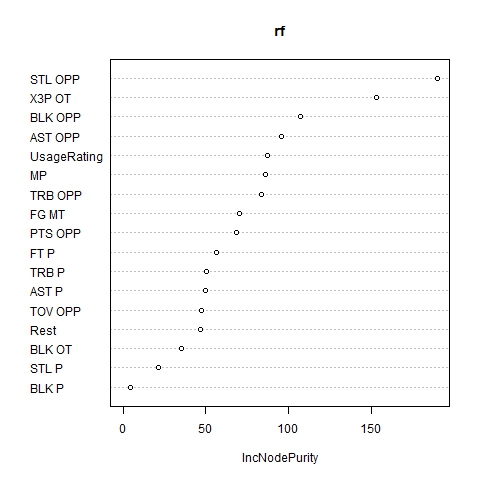 rf
STL OPP
X3P OT
BLK OPP
AST OPP
UsageRating
MP
TRB OPP
FG MT
PTS OPP
FT P
TRB P
AST P
TOV OPP
Rest
BLK OT
STL P
BLK P
0 50 100 150
IncNodePurity